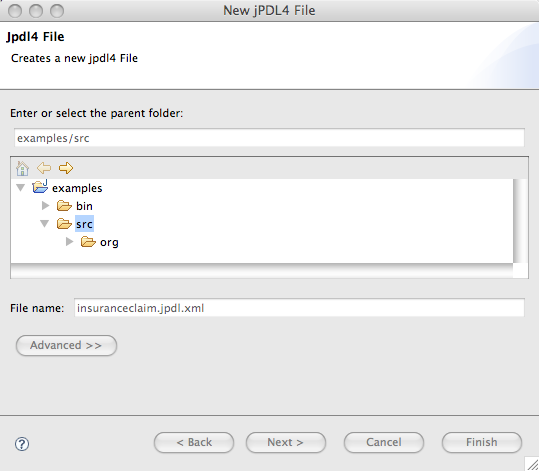 New jPDL4 File
Jpdl4 File
Creates a new jpdl4 File
Enter or select the parent folder:
examples/src
examples
bin
src
org
File name: insuranceclaim.jpdl.xml
Advanced >>
? < Back Next > Cancel Finish